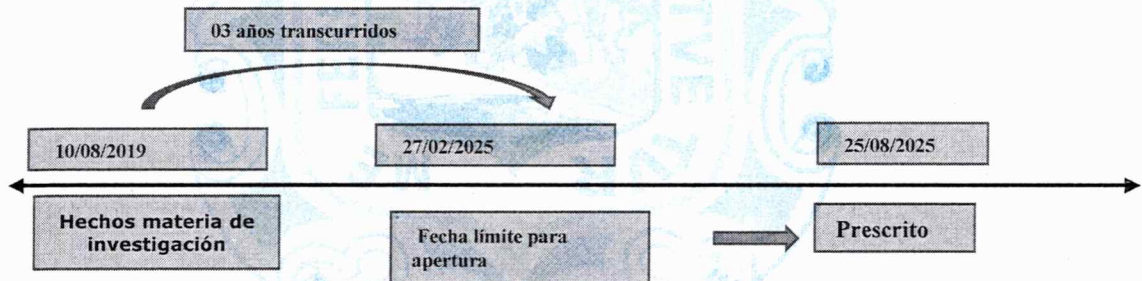 03 años transcurridos
10/08/2019
27/02/2025
25/08/2025
Hechos materia de
investigación
Fecha límite para
apertura
Prescrito